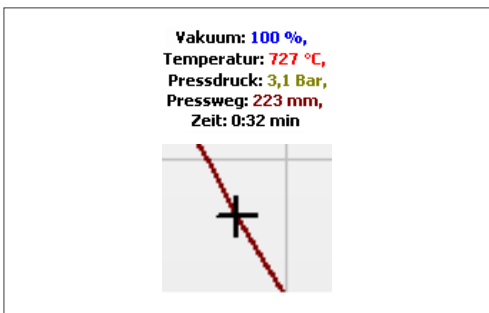 Vakuum: 100 %,
Temperatur: 727 °C,
Pressdruck: 3,1 Bar,
Pressweg: 223 mm,
Zeit: 0:32 min